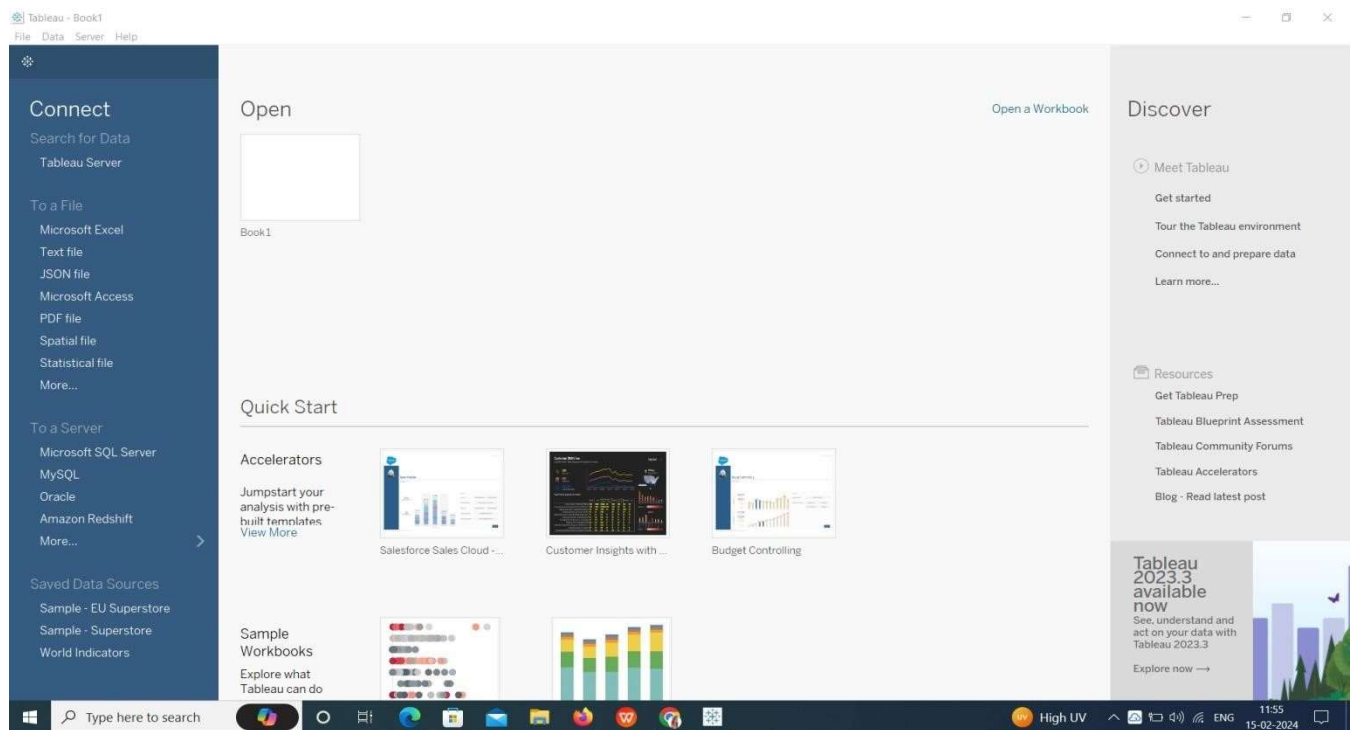 Tableau - Book1
File Data Server Help
Connect
Search for Data
Tableau Server
To a File
Microsoft Excel
Text file
JSON file
Microsoft Access
PDF file
Spatial file
Statistical file
More...
To a Server
Microsoft SQL Server
MySQL
Oracle
Amazon Redshift
More...
Saved Data Sources
Sample - EU Superstore
Sample - Superstore
World Indicators
Open
Open a Workbook
Book1
Quick Start
Accelerators
Jumpstart your
analysis with pre-
built templates
View More
Salesforce Sales Cloud -...
Customer Insights with ...
Budget Controlling
Sample
Workbooks
Explore what
Tableau can do
Discover
Meet Tableau
Get started
Tour the Tableau environment
Connect to and prepare data
Learn more...
Resources
Get Tableau Prep
Tableau Blueprint Assessment
Tableau Community Forums
Tableau Accelerators
Blog - Read latest post
Tableau
2023.3
available
now
See, understand and
act on your data with
Tableau 2023.3
Explore now →
Type here to search
High UV
ENG
11:55
15-02-2024